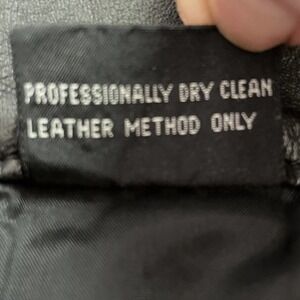 PROFESSIONALLY DRY CLEAN
LEATHER METHOD ONLY